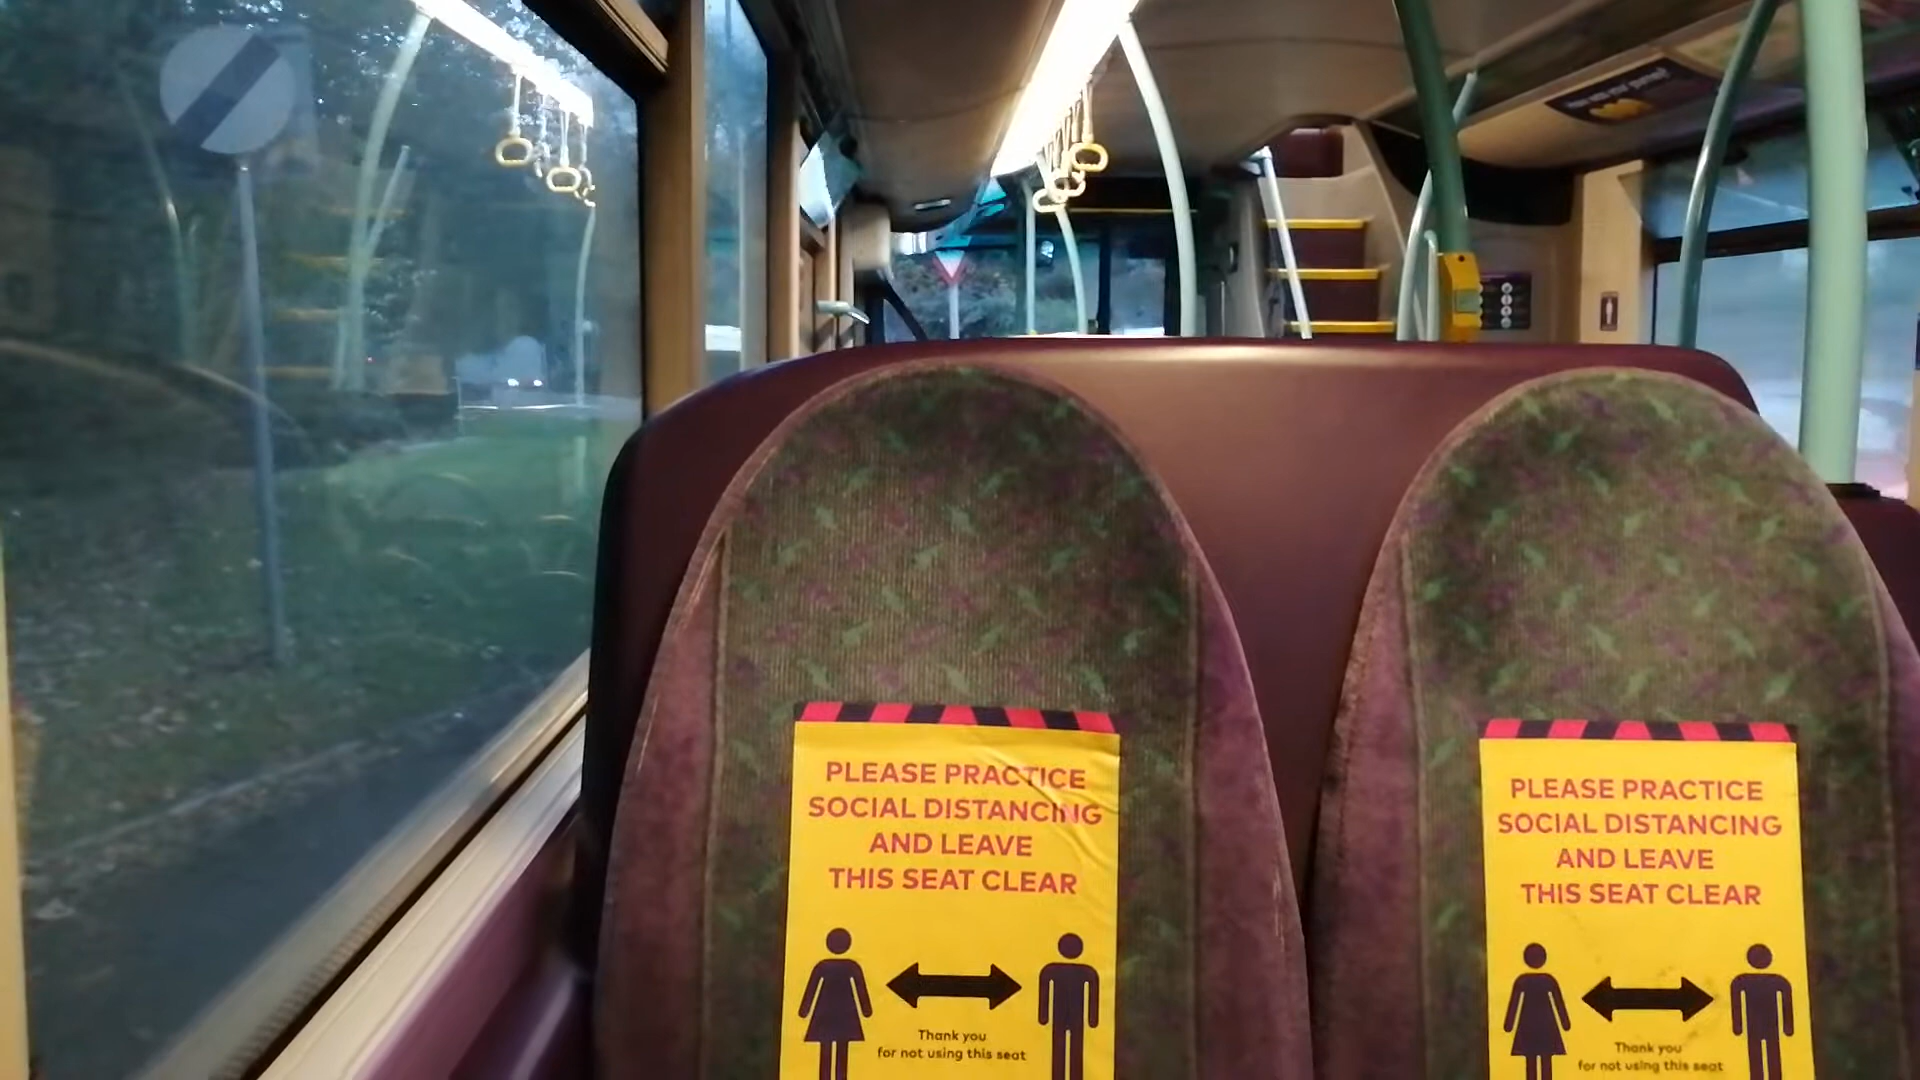 PLEASE PRACTICE
SOCIAL DISTANCING
AND LEAVE
THIS SEAT CLEAR
Thank you
for not using this seat
PLEASE PRACTICE
SOCIAL DISTANCING
AND LEAVE
THIS SEAT CLEAR
Thank you
for not using this seat